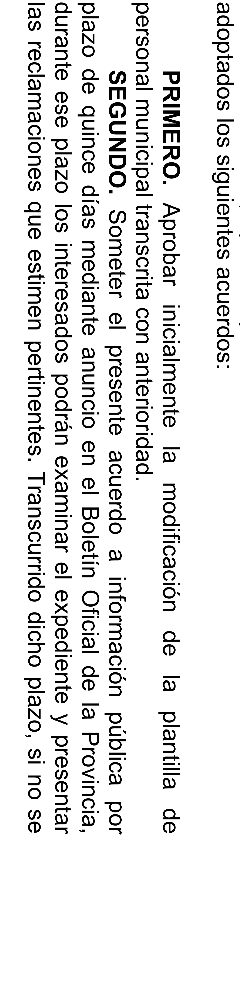 adoptados los siguientes acuerdos:
PRIMERO. Aprobar inicialmente la modificación de la plantilla de
personal municipal transcrita con anterioridad.
SEGUNDO. Someter el presente acuerdo a información pública por
plazo de quince días mediante anuncio en el Boletín Oficial de la Provincia,
durante ese plazo los interesados podrán examinar el expediente y presentar
las reclamaciones que estimen pertinentes. Transcurrido dicho plazo, si no se